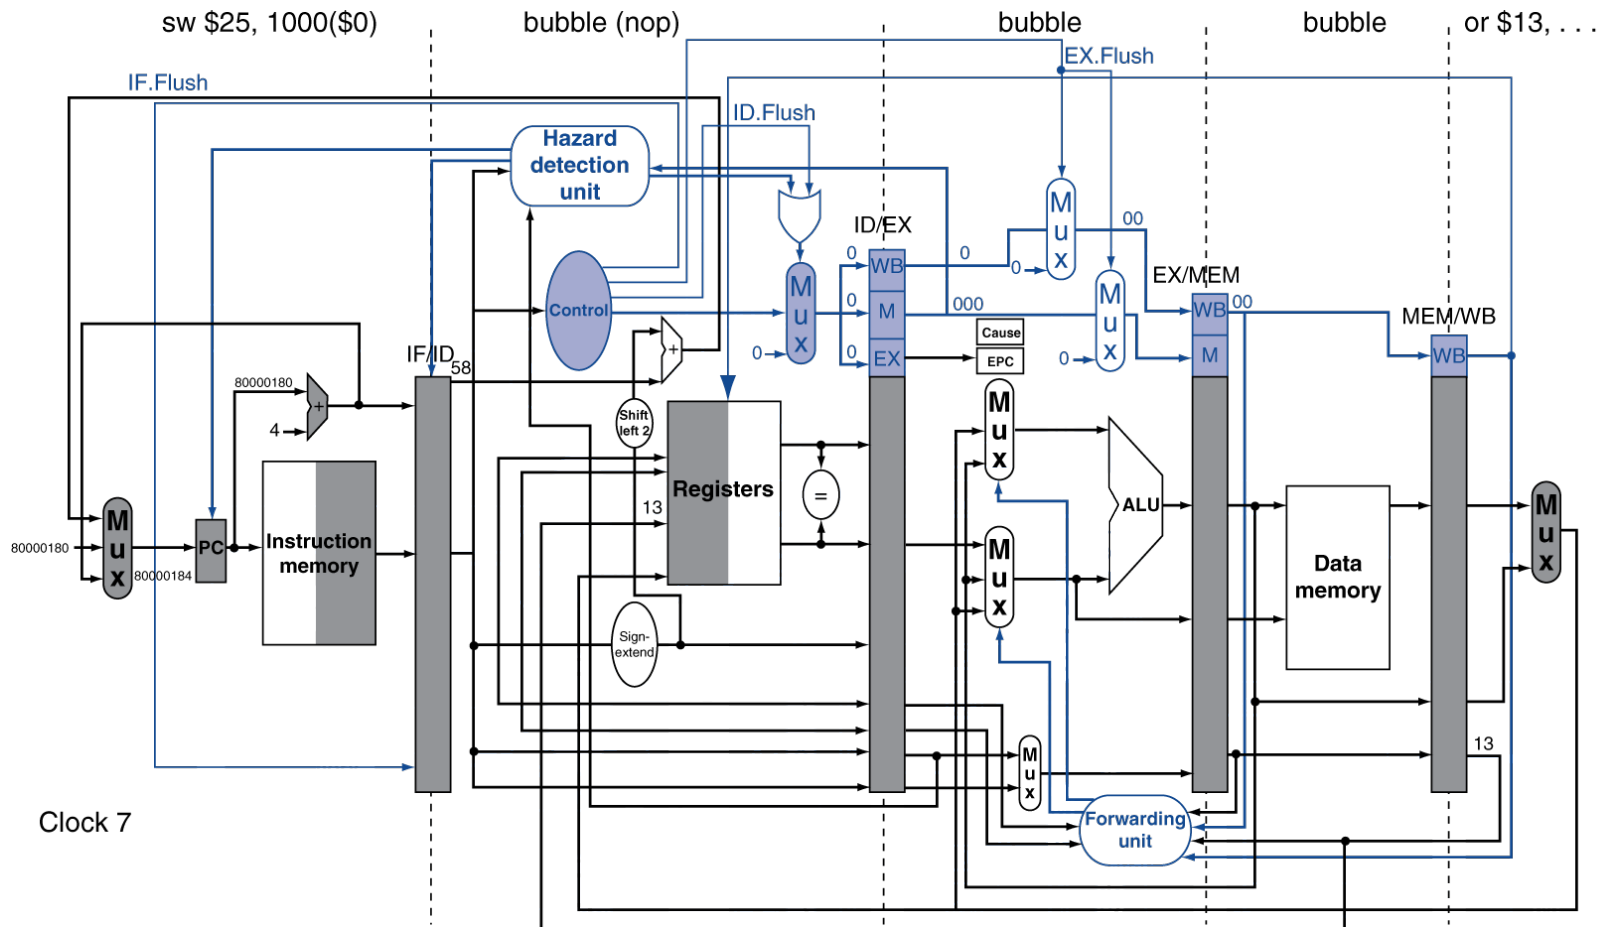 sw $25, 1000($0)
bubble (nop)
bubble
bubble
or $13, . . .
IF.Flush
EX.Flush
ID.Flush
Hazard
detection
unit
M
u
x
00
ID/EX
0
WB
0
0
M
u
x
0
M
000
0
EX
0
Control
EX/MEM
WB
00
M
M
u
x
0
Cause
EPC
MEM/WB
WB
IF/ID
58
+
80000180
+
4
Shift
left 2
M
u
x
Registers
=
13
ALU
M
u
x
80000180
80000184
PC
Instruction
memory
M
u
x
Data
memory
M
u
x
Sign-
extend
M
u
x
13
Forwarding
unit
Clock 7